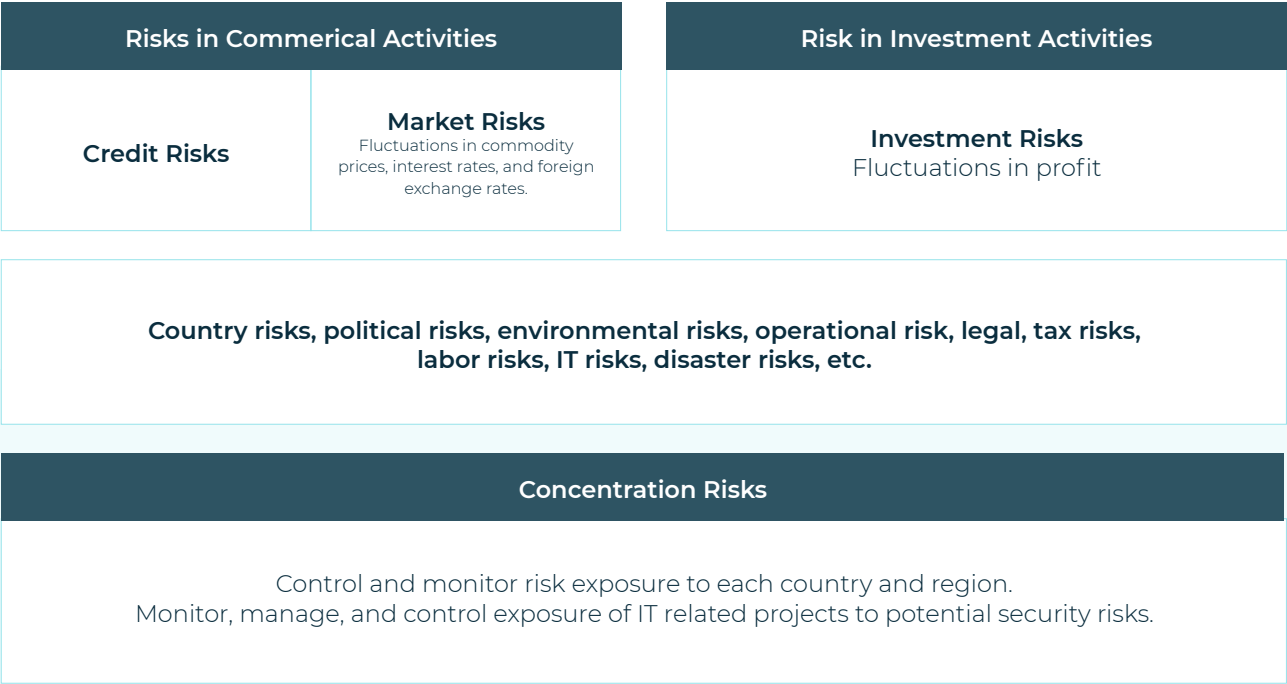 Risks in Commerical Activities
Risk in Investment Activities
Credit Risks
Market Risks
Fluctuations in commodity
prices, interest rates, and foreign
exchange rates.
Investment Risks
Fluctuations in profit
Country risks, political risks, environmental risks, operational risk, legal, tax risks,
labor risks, IT risks, disaster risks, etc.
Concentration Risks
Control and monitor risk exposure to each country and region.
Monitor, manage, and control exposure of IT related projects to potential security risks.